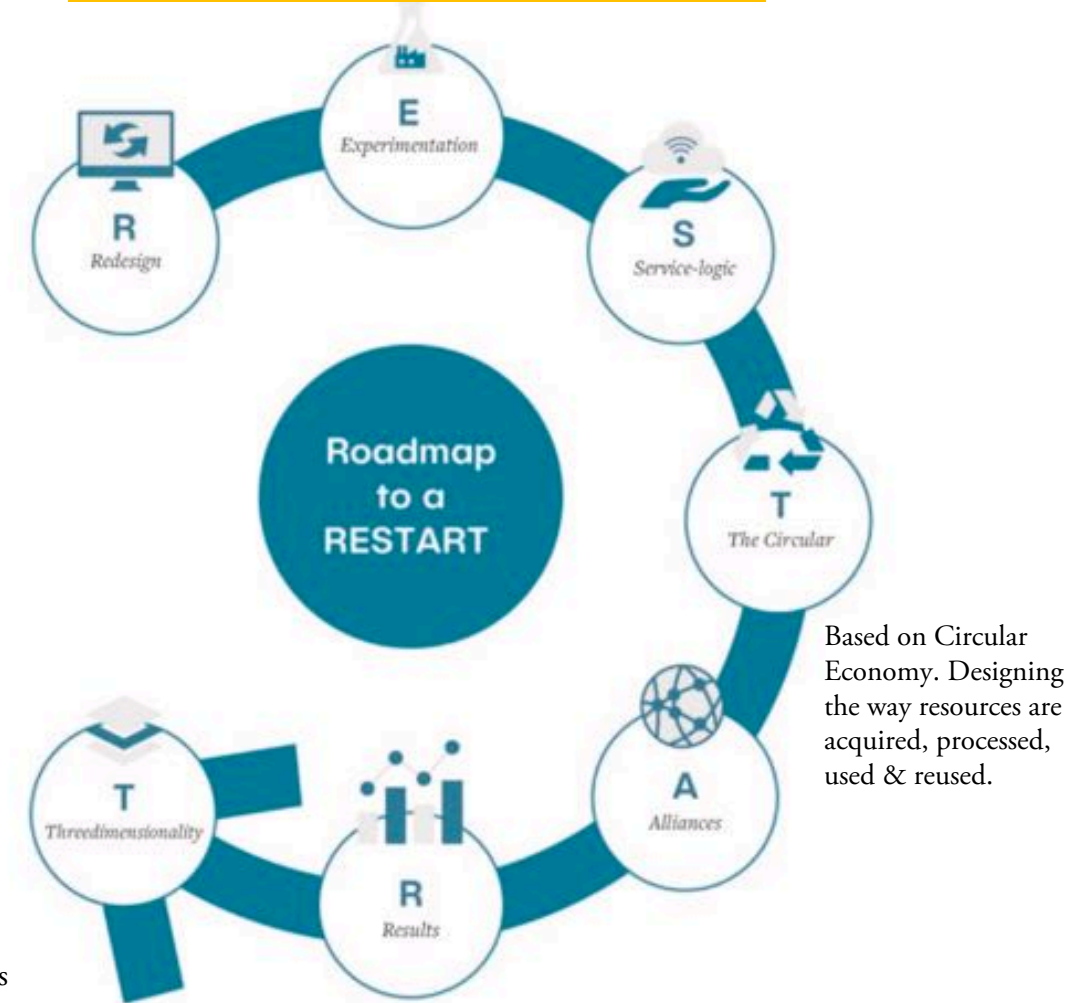 E
Experimentation
R
Redesign
S
Service-logic
Roadmap
to a
RESTART
T
The Circular
Based on Circular
Economy. Designing
the way resources are
acquired, processed,
used & reused.
A
Alliances
T
Threedimensionality
R
Results
s